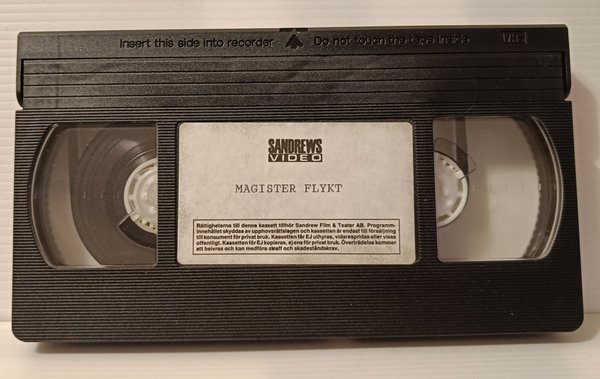 Insert this side into recorder Do not touch the tape inside VHS
SANDREWS
VIDEO
MAGISTER FLYKT
Rättigheterna till denna kassett tillhör Sandrew Film & Teater AB. Programm-
innehållet skyddas av upphovsrättslagen och kassetten är endast till försäljning
till konsument för privat bruk. Kassetten får EJ uthyras, vidarespridas eller visas
offentligt. Kassetten får EJ kopieras, ej ens för privat bruk. Överträdelse kommer
att beivras och kan medföra straff och skadeståndskrav.